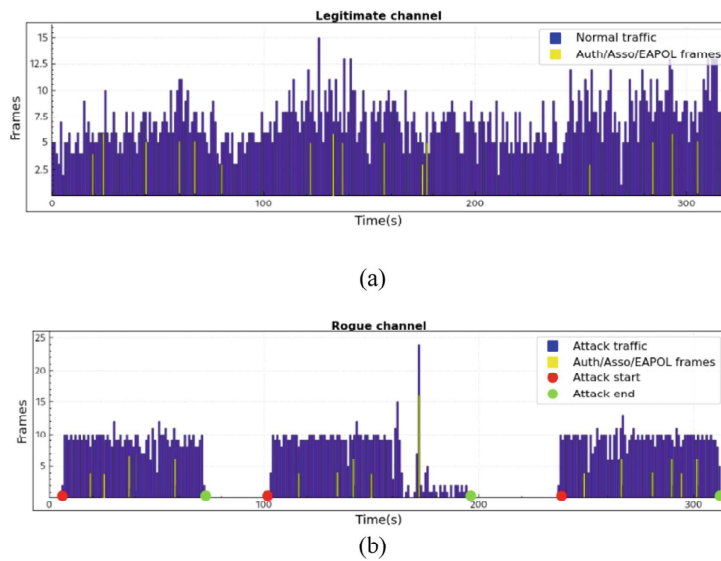 Legitimate channel
15
12.5
10
7.5
5
2.5
Frames
Normal traffic
Auth/Asso/EAPOL frames
0
100
200
300
Time(s)
(a)
Rogue channel
25
20
15
10
5
Frames
Attack traffic
Auth/Asso/EAPOL frames
Attack start
Attack end
0
100
200
300
Time(s)
(b)